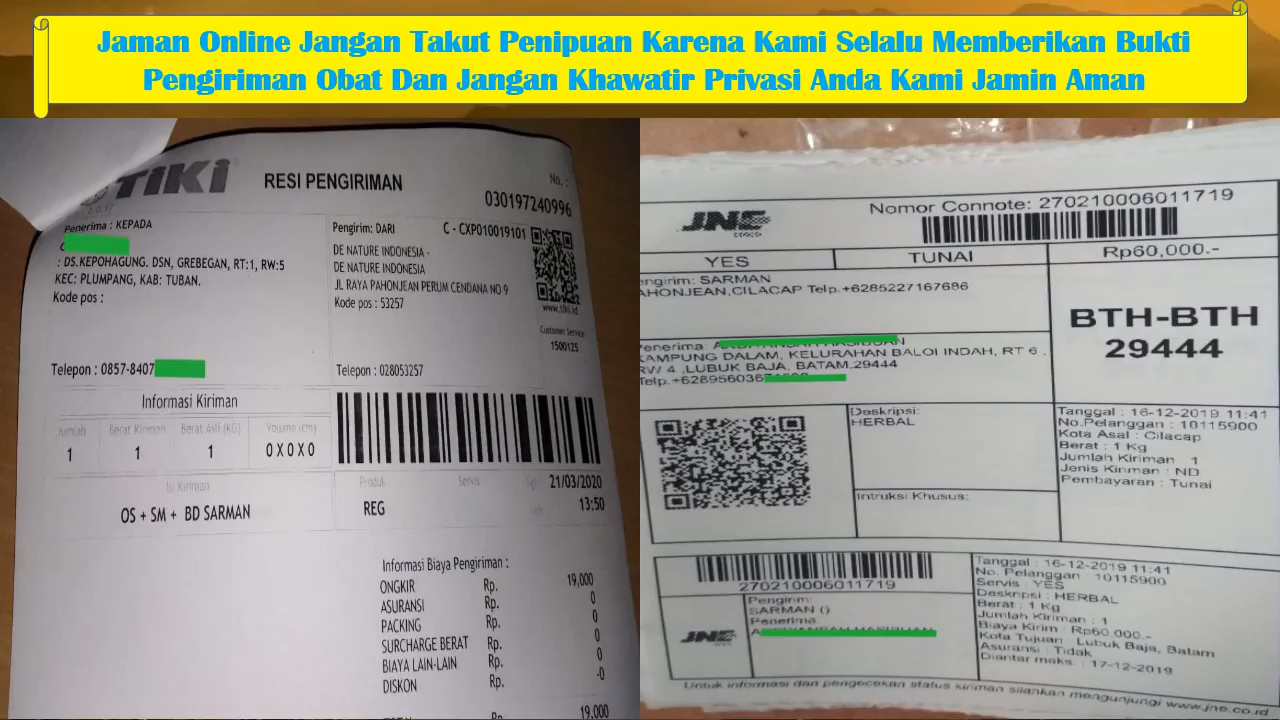 Jaman Online Jangan Takut Penipuan Karena Kami Selalu Memberikan Bukti
Pengiriman Obat Dan Jangan Khawatir Privasi Anda Kami Jamin Aman
TIKI
RESI PENGIRIMAN
No. :
030197240996
Penerima : KEPADA
: DS.KEPOHAGUNG. DSN, GREBEGAN, RT:1, RW:5
KEC: PLUMPANG, KAB: TUBAN.
Kode pos :
Telepon : 0857-8407
Pengirim: DARI
C - CXP010019101
DE NATURE INDONESIA -
DE NATURE INDONESIA
JL RAYA PAHONJEAN PERUM CENDANA NO 9
Kode pos : 53257
www.tiki.id
Customer Service
1500125
Telepon : 028053257
Informasi Kiriman
Jumlah Berat Kiriman Berat Asli (KG) Volume (cm)
1 1 1 0 X 0 X 0
Isi Kiriman
OS + SM + BD SARMAN
Produk Servis Tgl 21/03/2020
REG 13:50
Informasi Biaya Pengiriman :
ONGKIR Rp. 19,000
ASURANSI Rp. 0
PACKING Rp. 0
SURCHARGE BERAT Rp. 0
BIAYA LAIN-LAIN Rp. 0
DISKON Rp. -0
19,000
JNE
Nomor Connote: 270210006011719
YES
TUNAI
Rp60,000.-
engirim: SARMAN
AHONJEAN,CILACAP Telp.+6285227167686
BTH-BTH
29444
Penerima:
KAMPUNG DALAM, KELURAHAN BALOI INDAH, RT 6 ,
RW 4 ,LUBUK BAJA, BATAM.29444
Telp.+628956036
Deskripsi:
HERBAL
Intruksi Khusus:
Tanggal : 16-12-2019 11:41
No.Pelanggan : 10115900
Kota Asal : Cilacap
Berat : 1 Kg
Jumlah Kiriman 1
Jenis Kiriman : ND
Pembayaran : Tunai
270210006011719
JNE
Pengirim:
SARMAN ()
Penerima:
Tanggal : 16-12-2019 11:41
No. Pelanggan : 10115900
Servis : YES
Deskripsi : HERBAL
Berat : 1 Kg
Jumlah Kiriman : 1
Biaya Kirim : Rp60,000.-
Kota Tujuan : Lubuk Baja, Batam
Asuransi : Tidak
Diantar maks. : 17-12-2019
Untuk informasi dan pengecekan status kiriman silahkan mengunjungi www.jne.co.id